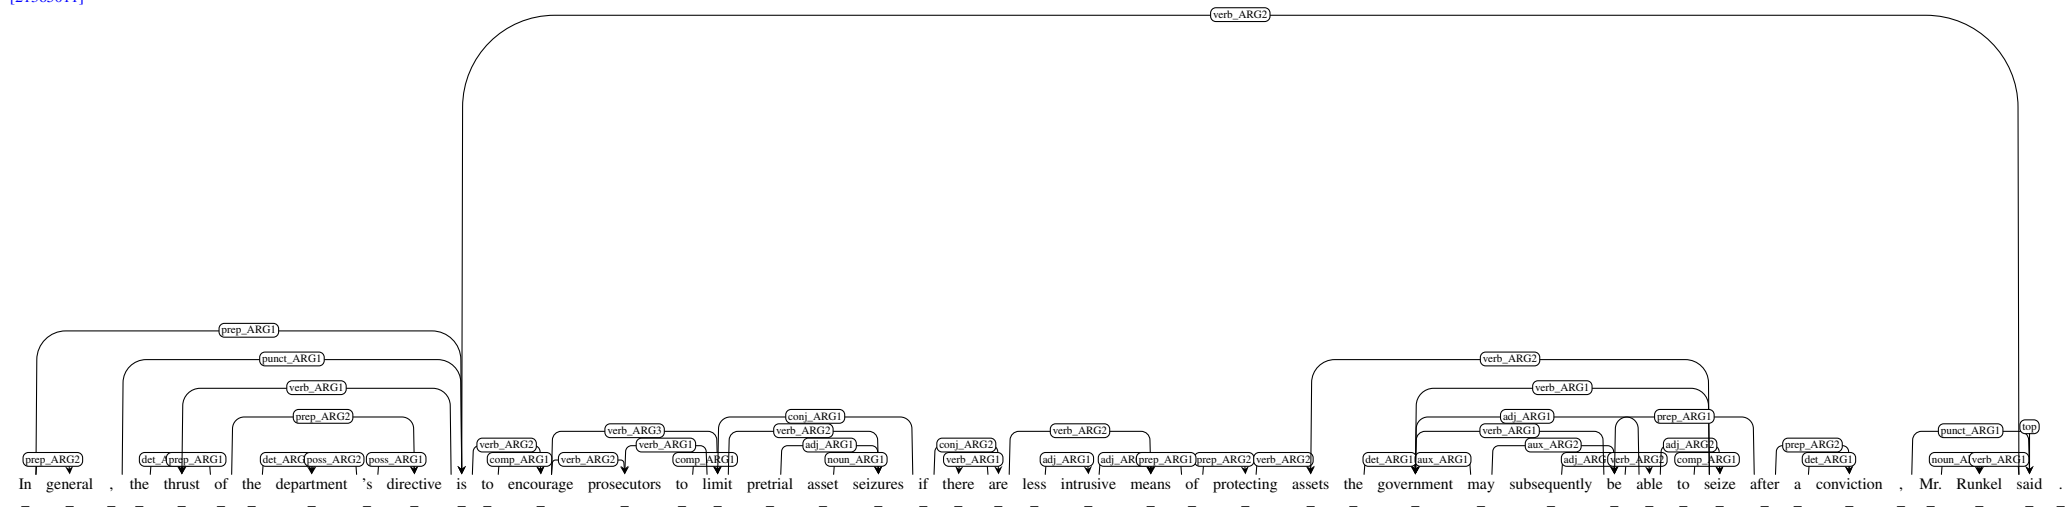 verb_ARG2
prep_ARG1
punct_ARG1 verb_ARG2
verb_ARG1 verb_ARG1
prep_ARG2 conj_ARG1 adj_ARG1 prep_ARG1
verb_ARG3 verb_ARG2 verb_ARG2 verb_ARG1 punct_ARG1 top
verb_ARG2 verb_ARG1 adj_ARG1 conj_ARG2 aux_ARG2 adj_ARG2 prep_ARG2
prep_ARG2 prep_ARG1 poss_ARG2 poss_ARG1 comp_ARG1 verb_ARG2 comp_ARG1 noun_ARG1 verb_ARG1 adj_ARG1 prep_ARG1 prep_ARG2 verb_ARG2 det_ARG1 aux_ARG1 verb_ARG2 comp_ARG1 det_ARG1 verb_ARG1
In general , the thrust of the department 's directive is to encourage prosecutors to limit pretrial asset seizures if there are less intrusive means of protecting assets the government may subsequently be able to seize after a conviction , Mr. Runkel said .